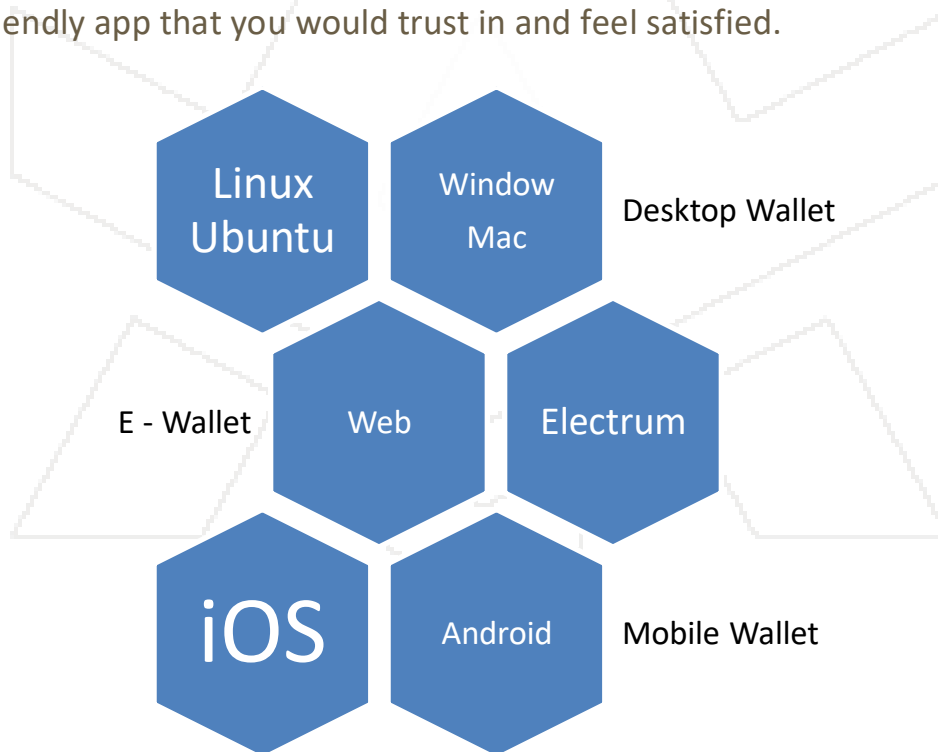 endly app that you would trust in and feel satisfied.
Linux
Ubuntu
Window
Mac
Desktop Wallet
E - Wallet
Web
Electrum
iOS
Android
Mobile Wallet